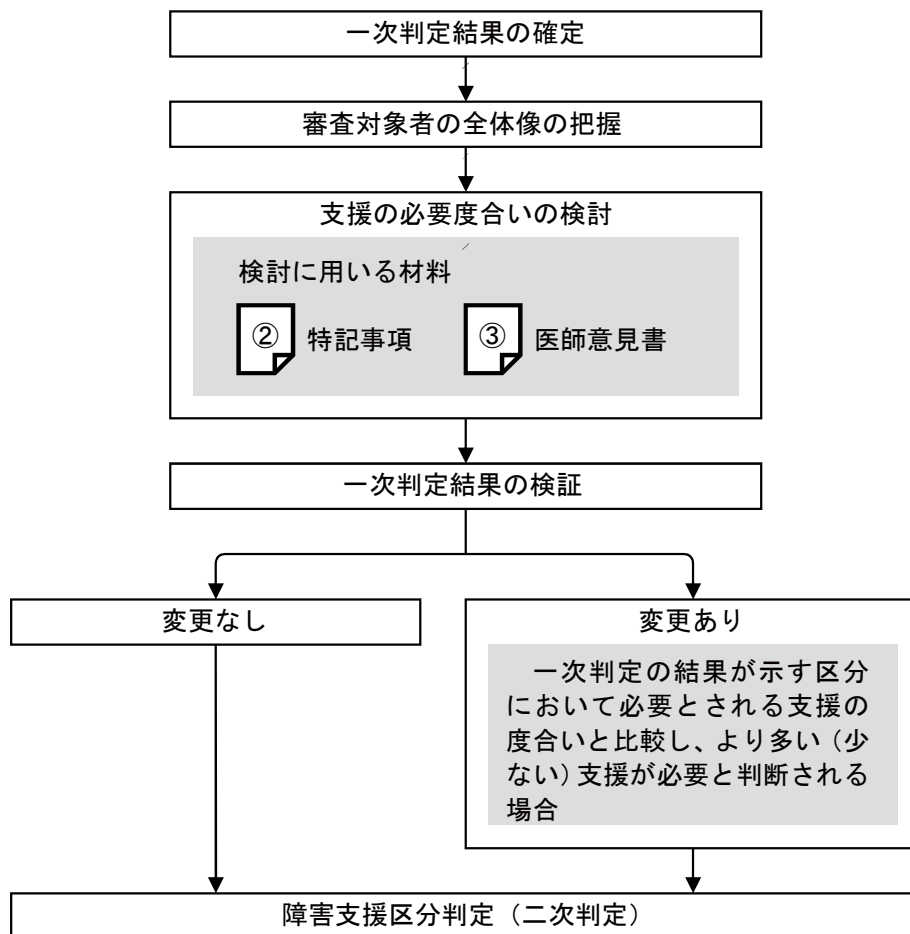 一次判定結果の確定
審査対象者の全体像の把握
支援の必要度合いの検討
検討に用いる材料
② 特記事項 ③ 医師意見書
一次判定結果の検証
変更なし
変更あり
一次判定の結果が示す区分
において必要とされる支援の
度合いと比較し、より多い（少
ない）支援が必要と判断される
場合
障害支援区分判定（二次判定）